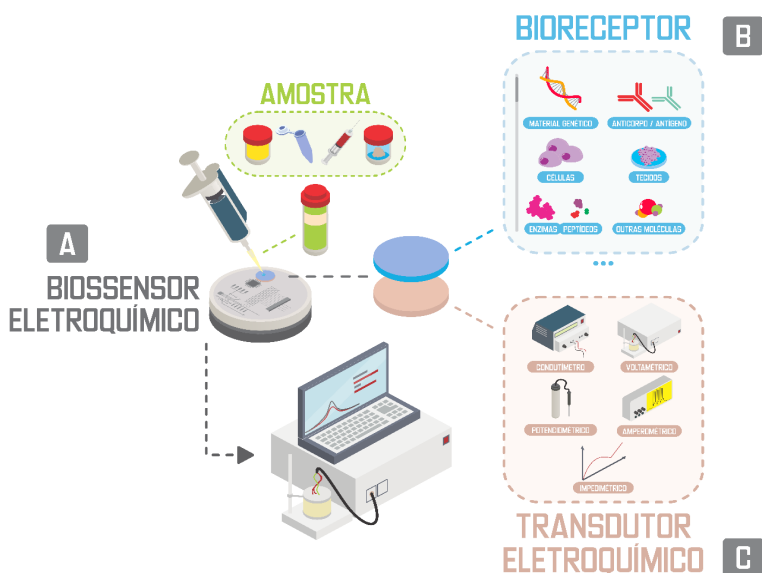 BIORECEPTOR
B
AMOSTRA
MATERIAL GENÉTICO
ANTICORPO / ANTÍGENO
CÉLULAS
TECIDOS
ENZIMAS
PEPTÍDEOS
OUTRAS MOLÉCULAS
A
BIOSSENSOR
ELETROQUÍMICO
CONDUTÍMETRO
VOLTAMÉTRICO
POTENCIOMÉTRICO
AMPEROMÉTRICO
IMPEDIMÉTRICO
TRANSDUTOR
ELETROQUÍMICO
C